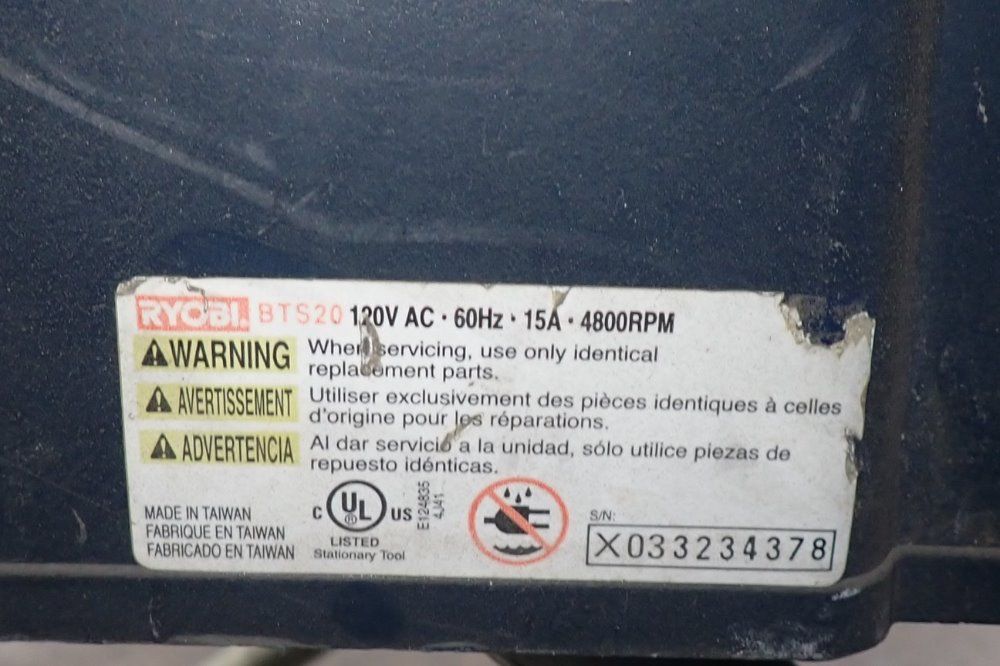 RYOBI BTS20 120V AC · 60Hz · 15A · 4800RPM
WARNING When servicing, use only identical
replacement parts.
AVERTISSEMENT Utiliser exclusivement des pièces identiques à celles
d'origine pour les réparations.
ADVERTENCIA Al dar servicio a la unidad, sólo utilice piezas de
repuesto idénticas.
MADE IN TAIWAN
FABRIQUE EN TAIWAN
FABRICADO EN TAIWAN
C UL US
LISTED
Stationary Tool
E124835
4J41
S/N:
X033234378